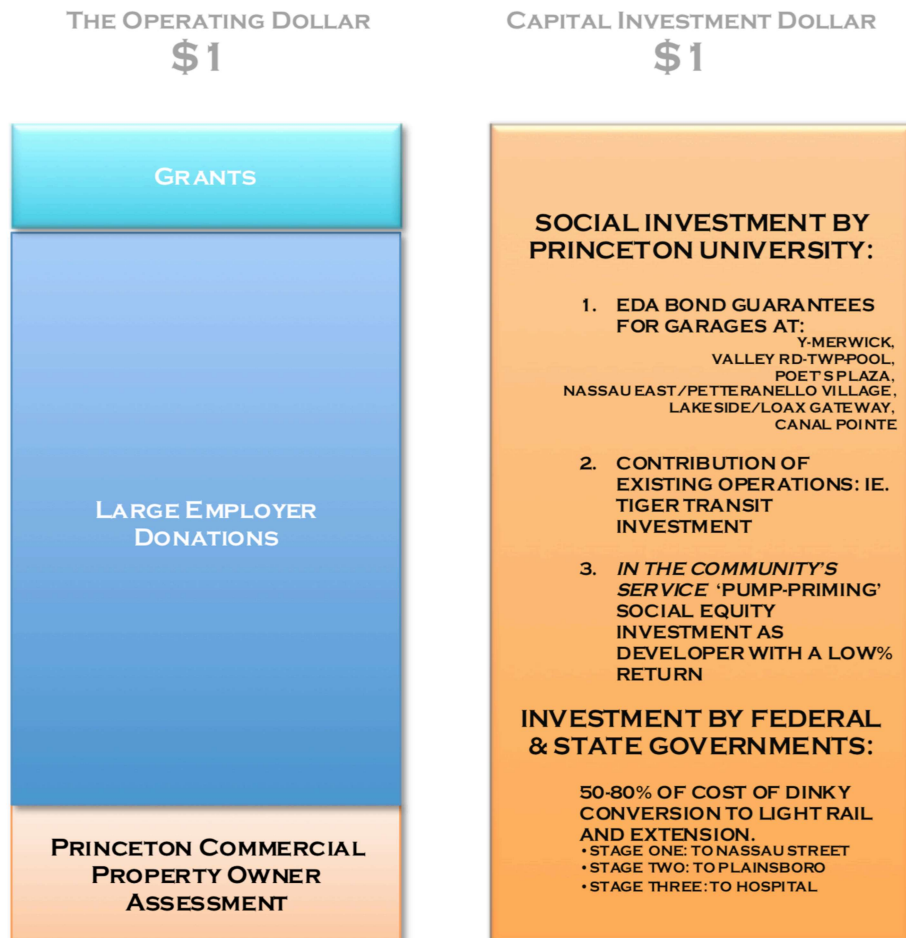 THE OPERATING DOLLAR
$1
GRANTS
LARGE EMPLOYER
DONATIONS
PRINCETON COMMERCIAL
PROPERTY OWNER
ASSESSMENT
CAPITAL INVESTMENT DOLLAR
$1
SOCIAL INVESTMENT BY
PRINCETON UNIVERSITY:
1. EDA BOND GUARANTEES
FOR GARAGES AT:
Y-MERWICK,
VALLEY RD-TWP-POOL,
POET'S PLAZA,
NASSAU EAST/PETTERANELLO VILLAGE,
LAKESIDE/LOAX GATEWAY,
CANAL POINTE
2. CONTRIBUTION OF
EXISTING OPERATIONS: IE.
TIGER TRANSIT
INVESTMENT
3. IN THE COMMUNITY'S
SERVICE 'PUMP-PRIMING'
SOCIAL EQUITY
INVESTMENT AS
DEVELOPER WITH A LOW%
RETURN
INVESTMENT BY FEDERAL
& STATE GOVERNMENTS:
50-80% OF COST OF DINKY
CONVERSION TO LIGHT RAIL
AND EXTENSION.
• STAGE ONE: TO NASSAU STREET
• STAGE TWO: TO PLAINSBORO
• STAGE THREE: TO HOSPITAL